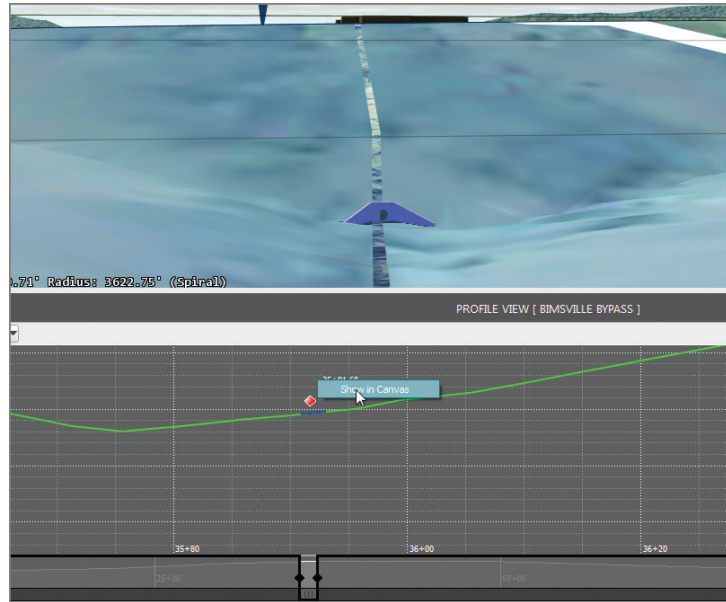 .71' Radius: 3622.75' (Spiral)
PROFILE VIEW [ BIMSVILLE BYPASS ]
Show in Canvas
35+80
36+00
36+20
35+00
50+00